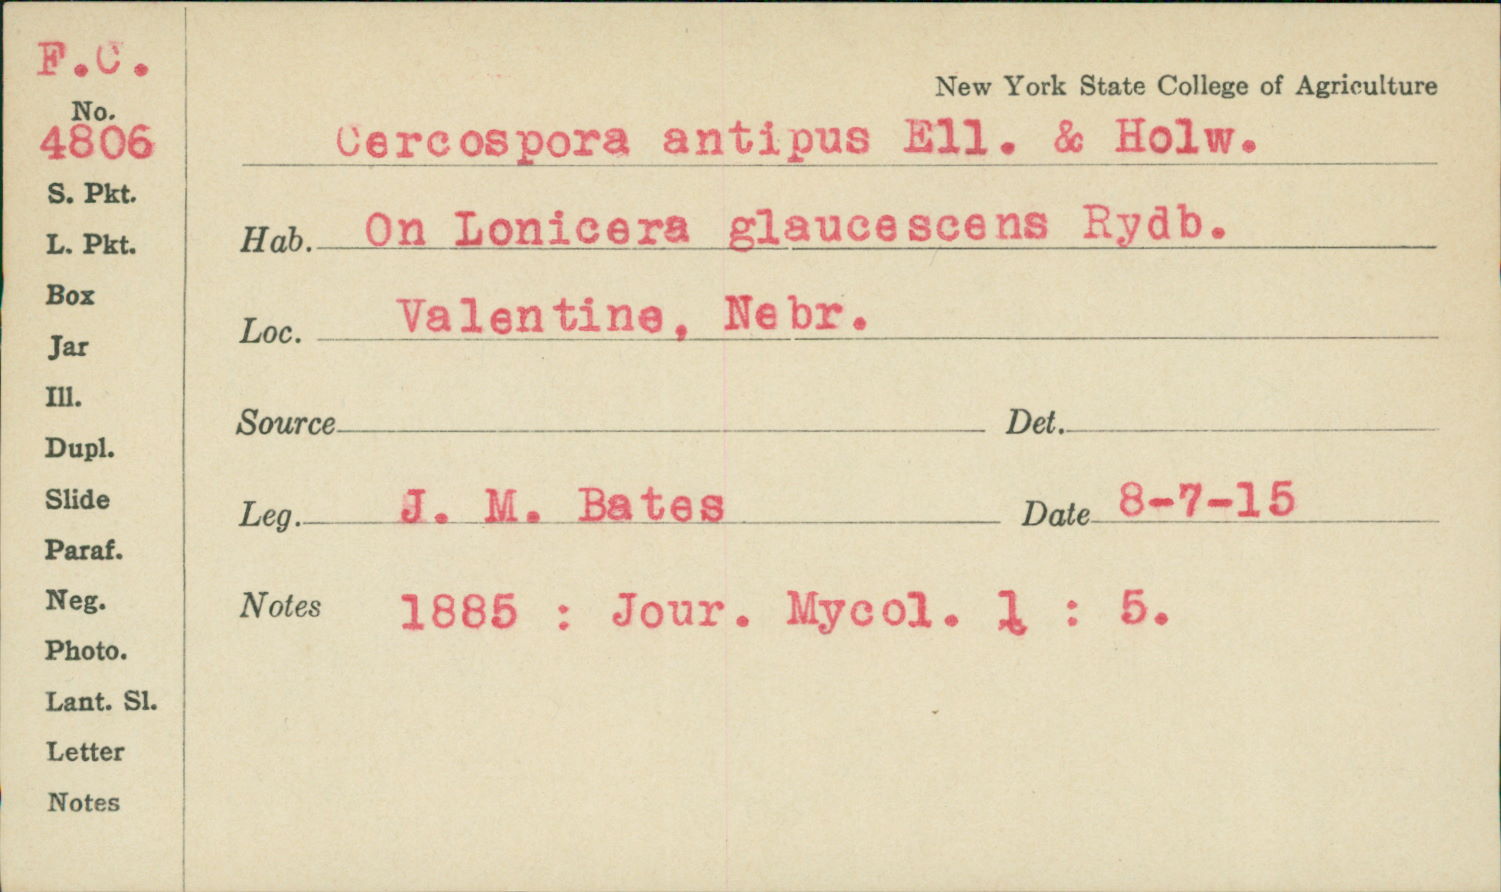 F.C.
No.
4806
S. Pkt.
L. Pkt.
Box
Jar
Ill.
Dupl.
Slide
Paraf.
Neg.
Photo.
Lant. Sl.
Letter
Notes
New York State College of Agriculture
Cercospora antipus Ell. & Holw.
Hab. On Lonicera glaucescens Rydb.
Loc. Valentine, Nebr.
Source Det.
Leg. J. M. Bates Date 8-7-15
Notes 1885 : Jour. Mycol. 1 : 5.